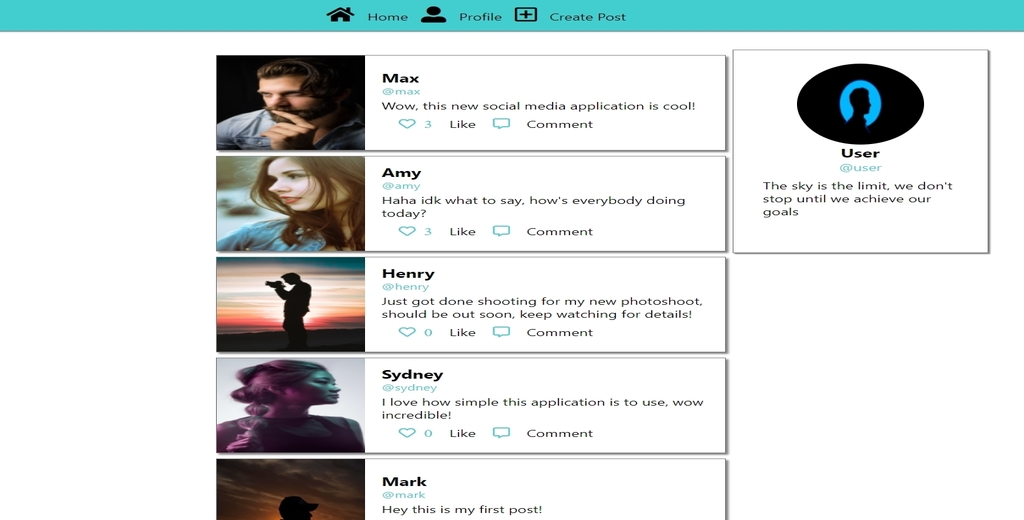 Home Profile Create Post
Max
@max
Wow, this new social media application is cool!
3 Like Comment
Amy
@amy
Haha idk what to say, how's everybody doing
today?
3 Like Comment
Henry
@henry
Just got done shooting for my new photoshoot,
should be out soon, keep watching for details!
0 Like Comment
Sydney
@sydney
I love how simple this application is to use, wow
incredible!
0 Like Comment
Mark
@mark
Hey this is my first post!
User
@user
The sky is the limit, we don't
stop until we achieve our
goals